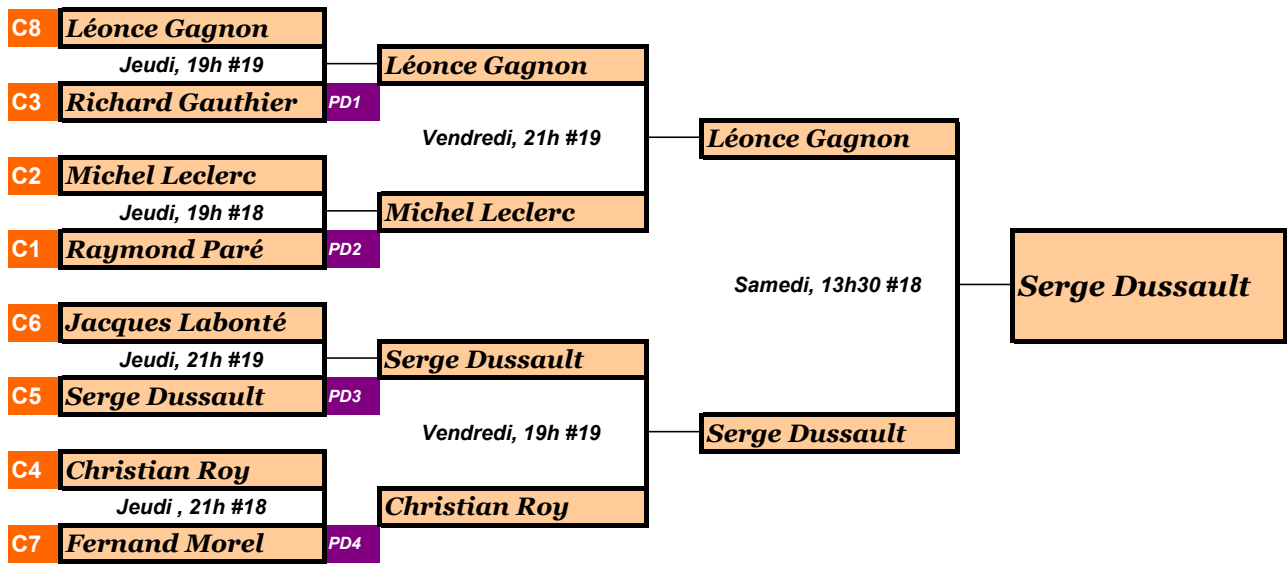 C8 Léonce Gagnon
Jeudi, 19h #19
Léonce Gagnon
C3 Richard Gauthier PD1
Vendredi, 21h #19
Léonce Gagnon
C2 Michel Leclerc
Jeudi, 19h #18
Michel Leclerc
C1 Raymond Paré PD2
Samedi, 13h30 #18
Serge Dussault
C6 Jacques Labonté
Jeudi, 21h #19
Serge Dussault
C5 Serge Dussault PD3
Vendredi, 19h #19
Serge Dussault
C4 Christian Roy
Jeudi , 21h #18
Christian Roy
C7 Fernand Morel PD4